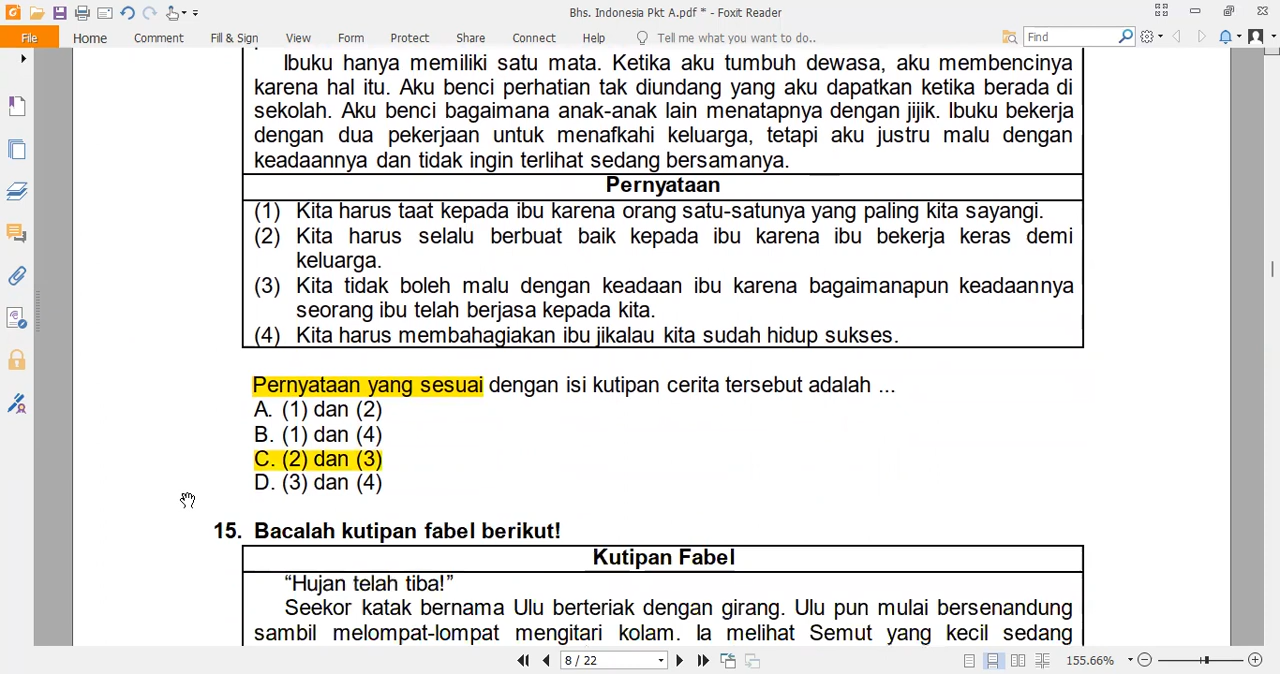 Bhs. Indonesia Pkt A.pdf * - Foxit Reader
File Home Comment Fill & Sign View Form Protect Share Connect Help Tell me what you want to do.. Find
Ibuku hanya memiliki satu mata. Ketika aku tumbuh dewasa, aku membencinya
karena hal itu. Aku benci perhatian tak diundang yang aku dapatkan ketika berada di
sekolah. Aku benci bagaimana anak-anak lain menatapnya dengan jijik. Ibuku bekerja
dengan dua pekerjaan untuk menafkahi keluarga, tetapi aku justru malu dengan
keadaannya dan tidak ingin terlihat sedang bersamanya.
Pernyataan
(1) Kita harus taat kepada ibu karena orang satu-satunya yang paling kita sayangi.
(2) Kita harus selalu berbuat baik kepada ibu karena ibu bekerja keras demi
keluarga.
(3) Kita tidak boleh malu dengan keadaan ibu karena bagaimanapun keadaannya
seorang ibu telah berjasa kepada kita.
(4) Kita harus membahagiakan ibu jikalau kita sudah hidup sukses.
Pernyataan yang sesuai dengan isi kutipan cerita tersebut adalah ...
A. (1) dan (2)
B. (1) dan (4)
C. (2) dan (3)
D. (3) dan (4)
15. Bacalah kutipan fabel berikut!
Kutipan Fabel
“Hujan telah tiba!”
Seekor katak bernama Ulu berteriak dengan girang. Ulu pun mulai bersenandung
sambil melompat-lompat mengitari kolam. Ia melihat Semut yang kecil sedang
8 / 22 155.66%